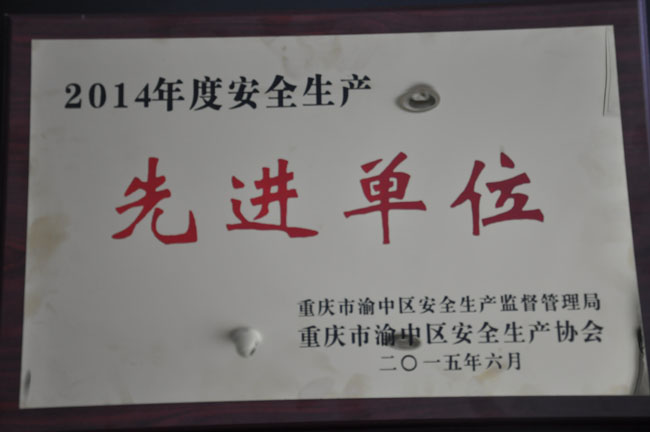 2014年度安全生产
先进单位
重庆市渝中区安全生产监督管理局
重庆市渝中区安全生产协会
二〇一五年六月